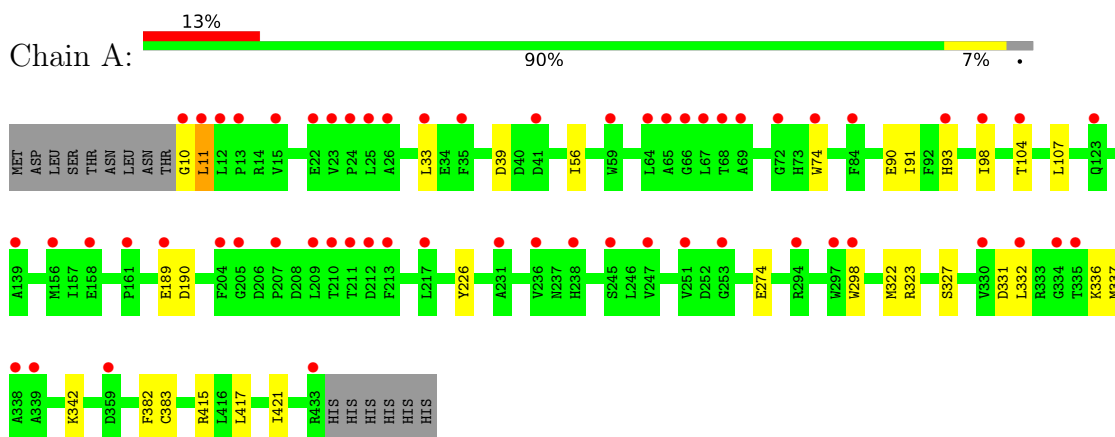 13%
Chain A:
90% 7% •
MET ASP LEU SER THR ASN LEU ASN THR G10 L11 L12 P13 R14 V15 E22 V23 P24 L25 A26 L33 E34 F35 D39 D40 D41 I56 W59 L64 A65 G66 L67 T68 A69 G72 H73 W74 F84 E90 I91 F92 H93 I98 T104 L107 Q123
A139 M156 I157 E158 P161 E189 D190 F204 G205 D206 P207 D208 L209 T210 T211 D212 F213 L217 Y226 A231 V236 N237 H238 S245 L246 V247 V251 D252 G253 E274 R294 W297 W298 M322 R323 S327 V330 D331 L332 R333 G334 T335 K336 M337
A338 A339 K342 D359 F382 C383 R415 L416 L417 I421 R433 HIS HIS HIS HIS HIS HIS